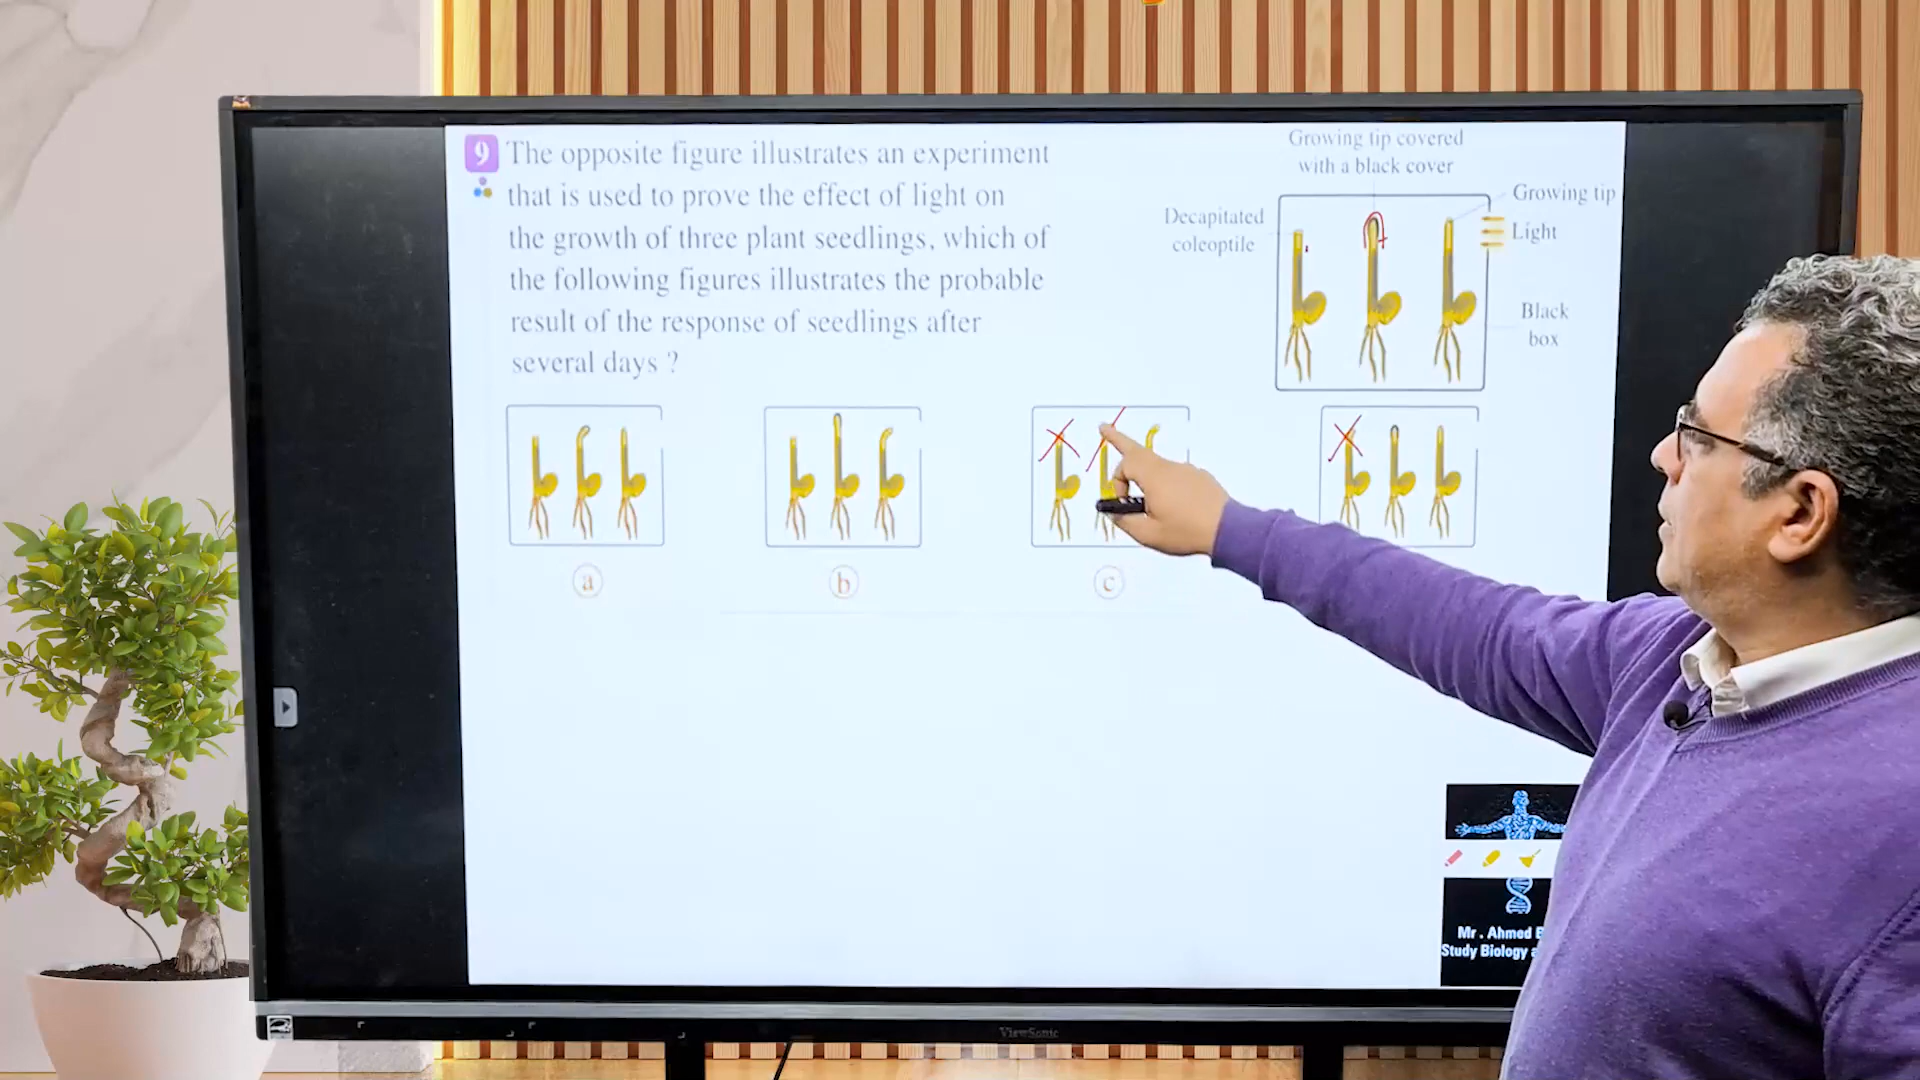 9 The opposite figure illustrates an experiment
that is used to prove the effect of light on
the growth of three plant seedlings, which of
the following figures illustrates the probable
result of the response of seedlings after
several days ?
Growing tip covered
with a black cover
Growing tip
Decapitated
coleoptile
Light
Black
box
a
b
c
Mr . Ahmed
Study Biology
ViewSonic